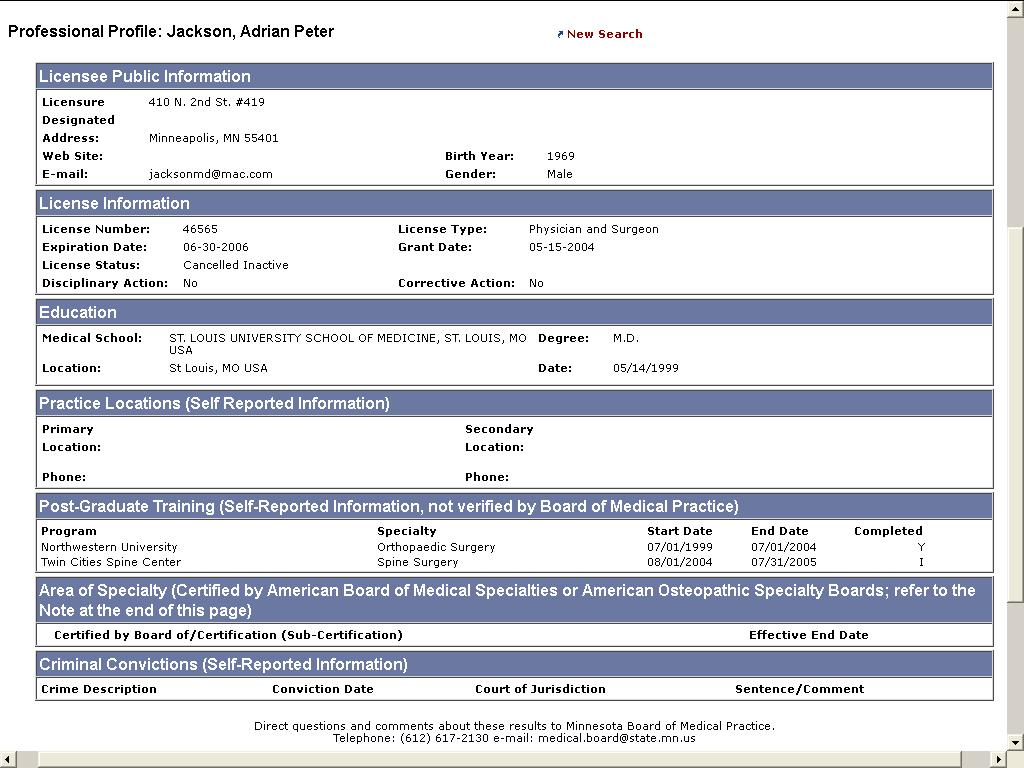 Professional Profile: Jackson, Adrian Peter
New Search
Licensee Public Information
Licensure 410 N. 2nd St. #419
Designated
Address: Minneapolis, MN 55401
Web Site: Birth Year: 1969
E-mail: jacksonmd@mac.com Gender: Male
License Information
License Number: 46565 License Type: Physician and Surgeon
Expiration Date: 06-30-2006 Grant Date: 05-15-2004
License Status: Cancelled Inactive
Disciplinary Action: No Corrective Action: No
Education
Medical School: ST. LOUIS UNIVERSITY SCHOOL OF MEDICINE, ST. LOUIS, MO Degree: M.D.
USA
Location: St Louis, MO USA Date: 05/14/1999
Practice Locations (Self Reported Information)
Primary Secondary
Location: Location:
Phone: Phone:
Post-Graduate Training (Self-Reported Information, not verified by Board of Medical Practice)
Program Specialty Start Date End Date Completed
Northwestern University Orthopaedic Surgery 07/01/1999 07/01/2004 Y
Twin Cities Spine Center Spine Surgery 08/01/2004 07/31/2005 I
Area of Specialty (Certified by American Board of Medical Specialties or American Osteopathic Specialty Boards; refer to the
Note at the end of this page)
Certified by Board of/Certification (Sub-Certification) Effective End Date
Criminal Convictions (Self-Reported Information)
Crime Description Conviction Date Court of Jurisdiction Sentence/Comment
Direct questions and comments about these results to Minnesota Board of Medical Practice.
Telephone: (612) 617-2130 e-mail: medical.board@state.mn.us